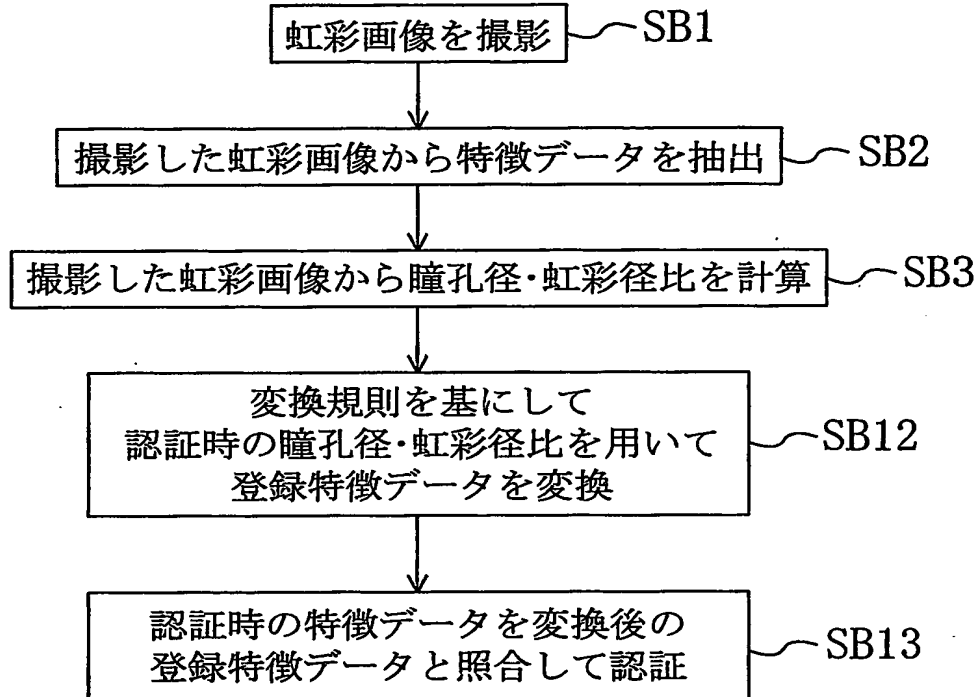 虹彩画像を撮影 SB1
撮影した虹彩画像から特徴データを抽出 SB2
撮影した虹彩画像から瞳孔径・虹彩径比を計算 SB3
変換規則を基にして
認証時の瞳孔径・虹彩径比を用いて SB12
登録特徴データを変換
認証時の特徴データを変換後の
登録特徴データと照合して認証 SB13